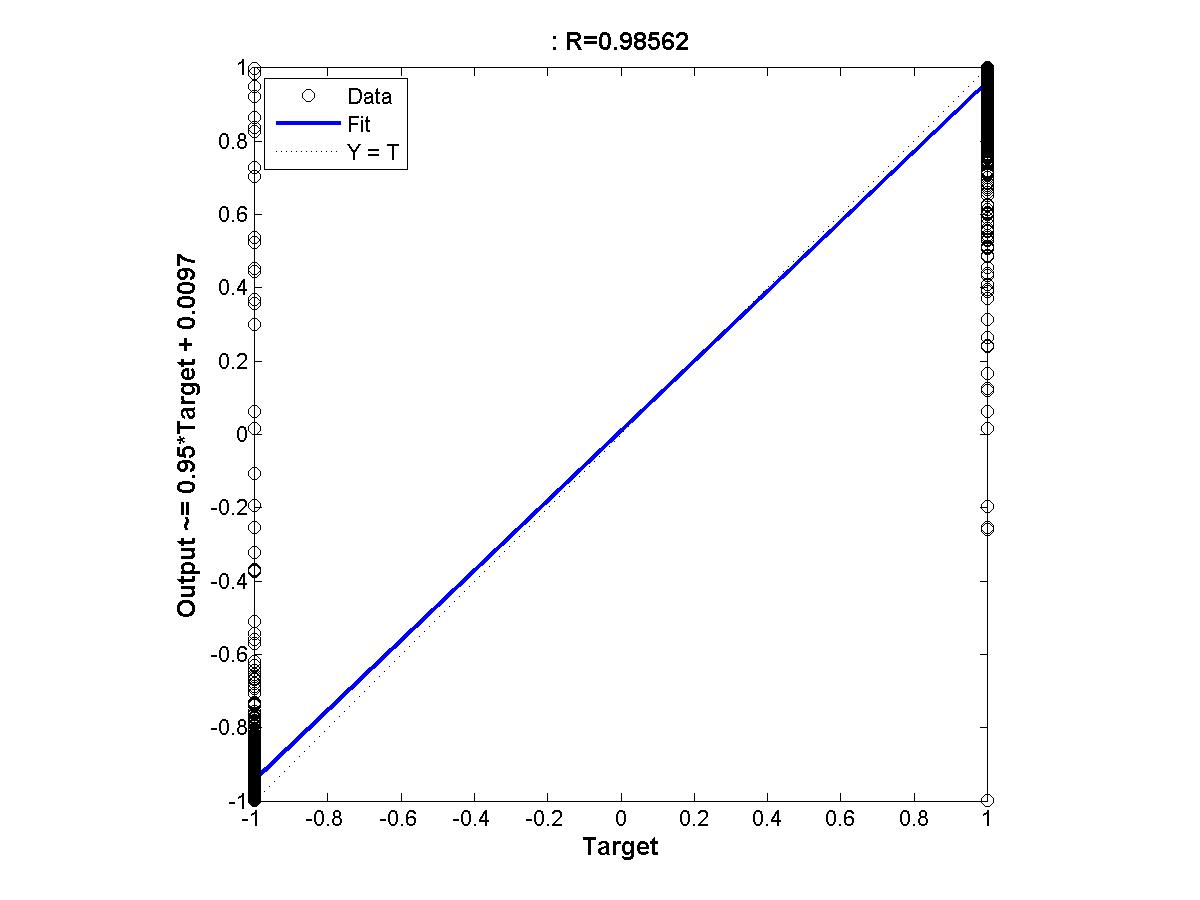 : R=0.98562
Data
Fit
Y = T
Output ~= 0.95*Target + 0.0097
1
0.8
0.6
0.4
0.2
0
-0.2
-0.4
-0.6
-0.8
-1
-1 -0.8 -0.6 -0.4 -0.2 0 0.2 0.4 0.6 0.8 1
Target